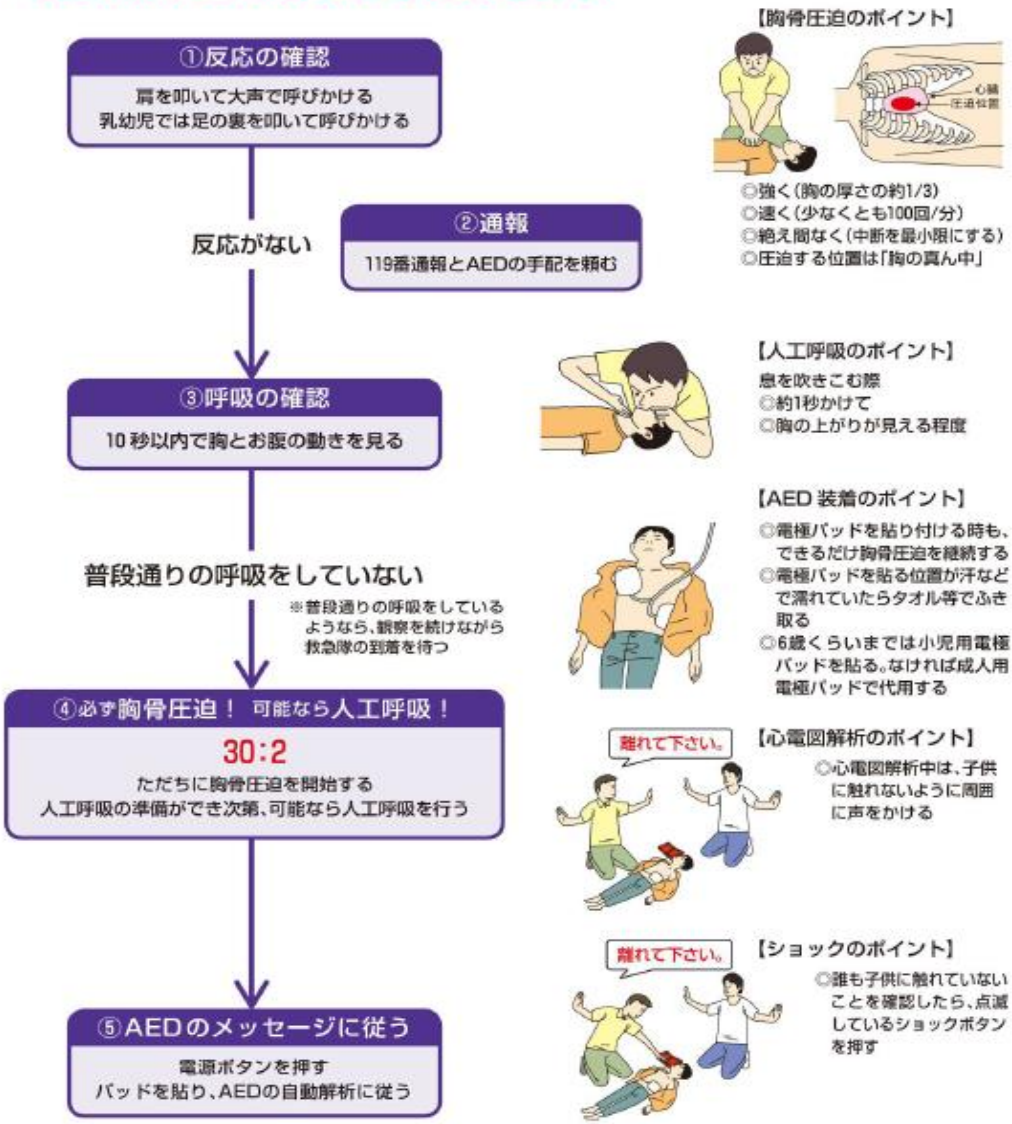 ①反応の確認
肩を叩いて大声で呼びかける
乳幼児では足の裏を叩いて呼びかける
反応がない
②通報
119番通報とAEDの手配を頼む
③呼吸の確認
10秒以内で胸とお腹の動きを見る
普段通りの呼吸をしていない
※普段通りの呼吸をしている
ようなら、観察を続けながら
救急隊の到着を待つ
④必ず胸骨圧迫！ 可能なら人工呼吸！
30:2
ただちに胸骨圧迫を開始する
人工呼吸の準備ができ次第、可能なら人工呼吸を行う
⑤AEDのメッセージに従う
電源ボタンを押す
パッドを貼り、AEDの自動解析に従う
【胸骨圧迫のポイント】
心臓
圧迫位置
◎強く(胸の厚さの約1/3)
◎速く(少なくとも100回/分)
◎絶え間なく(中断を最小限にする)
◎圧迫する位置は「胸の真ん中」
【人工呼吸のポイント】
息を吹きこむ際
◎約1秒かけて
◎胸の上がりが見える程度
【AED 装着のポイント】
◎電極パッドを貼り付ける時も、
できるだけ胸骨圧迫を継続する
◎電極パッドを貼る位置が汗など
で濡れていたらタオル等でふき
取る
◎6歳くらいまでは小児用電極
パッドを貼る。なければ成人用
電極パッドで代用する
離れて下さい。
【心電図解析のポイント】
◎心電図解析中は、子供
に触れないように周囲
に声をかける
離れて下さい。
【ショックのポイント】
◎誰も子供に触れていない
ことを確認したら、点滅
しているショックボタン
を押す